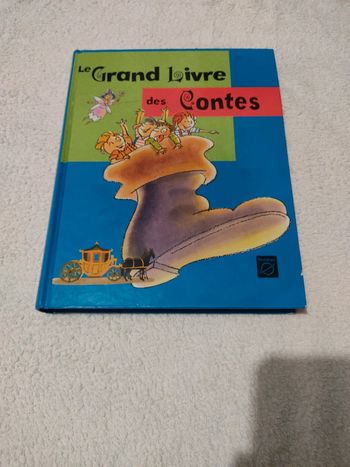 Le Grand Livre
des Contes